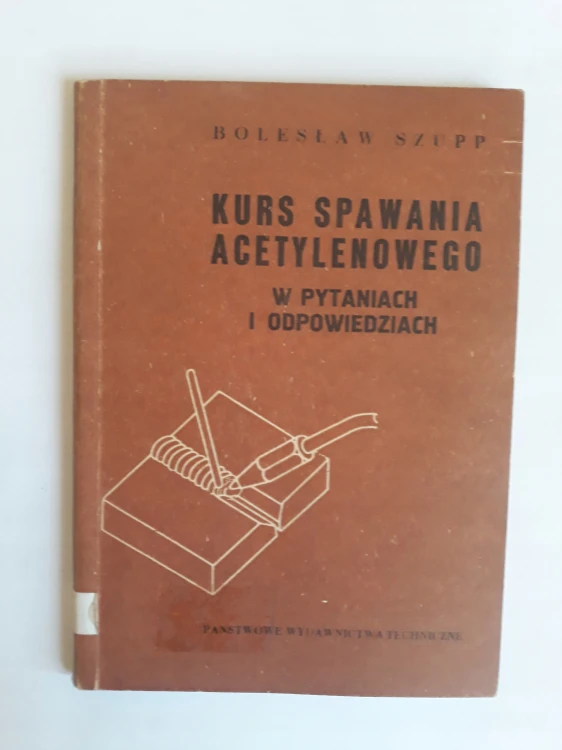 BOLESŁAW SZUPP
KURS SPAWANIA
ACETYLENOWEGO
W PYTANIACH
I ODPOWIEDZIACH
PAŃSTWOWE WYDAWNICTWA TECHNICZNE